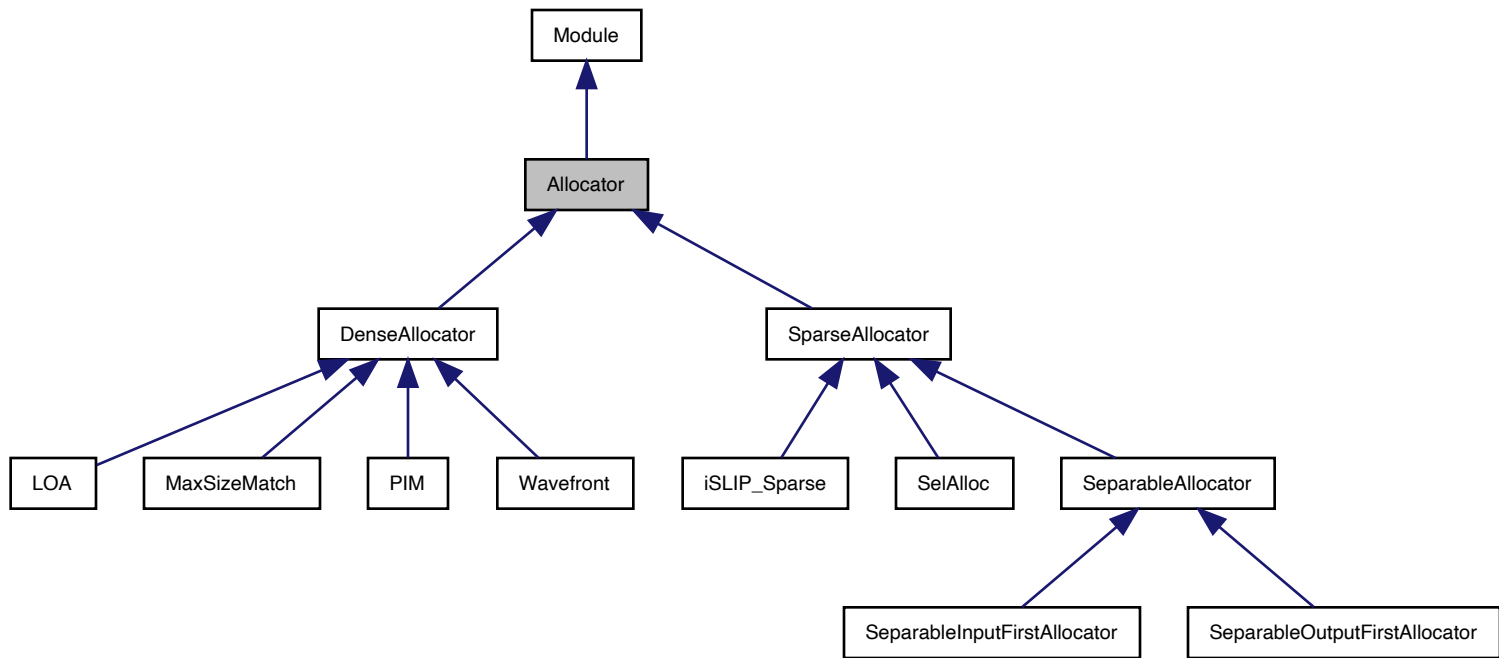 Module
Allocator
DenseAllocator
SparseAllocator
LOA
MaxSizeMatch
PIM
Wavefront
iSLIP_Sparse
SelAlloc
SeparableAllocator
SeparableInputFirstAllocator
SeparableOutputFirstAllocator